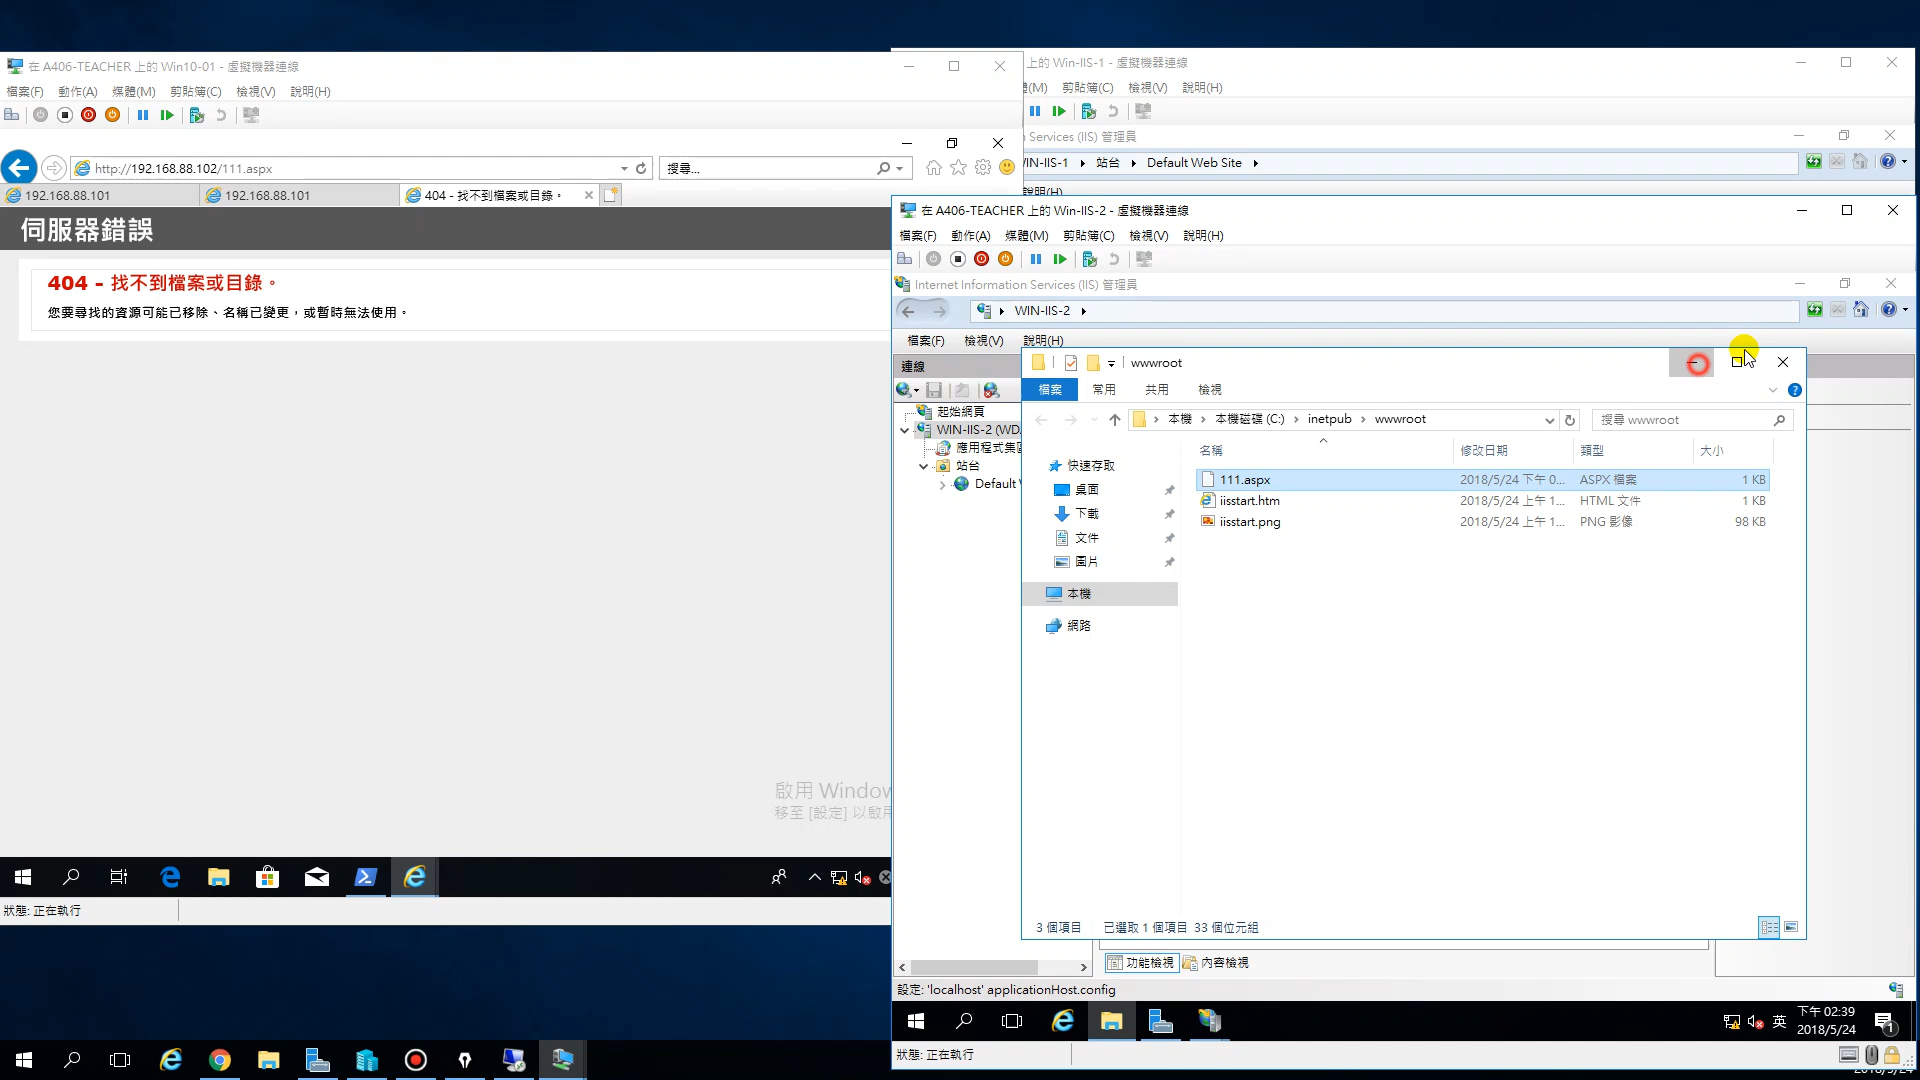 在 A406-TEACHER 上的 Win10-01 - 虛擬機器連線
檔案(F) 動作(A) 媒體(M) 剪貼簿(C) 檢視(V) 說明(H)
http://192.168.88.102/111.aspx
搜尋...
192.168.88.101
192.168.88.101
404 - 找不到檔案或目錄。
伺服器錯誤
404 - 找不到檔案或目錄。
您要尋找的資源可能已移除、名稱已變更，或暫時無法使用。
啟用 Window
移至 [設定] 以啟用
狀態: 正在執行
上的 Win-IIS-1 - 虛擬機器連線
(M) 剪貼簿(C) 檢視(V) 說明(H)
Services (IIS) 管理員
IN-IIS-1 站台 Default Web Site
說明(H)
在 A406-TEACHER 上的 Win-IIS-2 - 虛擬機器連線
檔案(F) 動作(A) 媒體(M) 剪貼簿(C) 檢視(V) 說明(H)
Internet Information Services (IIS) 管理員
WIN-IIS-2
檔案(F) 檢視(V) 說明(H)
連線
起始網頁
WIN-IIS-2 (WD
應用程式集區
站台
Default
wwwroot
檔案 常用 共用 檢視
本機 本機磁碟 (C:) inetpub wwwroot
搜尋 wwwroot
名稱 修改日期 類型 大小
快速存取
桌面
下載
文件
圖片
本機
網路
111.aspx 2018/5/24 下午 0... ASPX 檔案 1 KB
iisstart.htm 2018/5/24 上午 1... HTML 文件 1 KB
iisstart.png 2018/5/24 上午 1... PNG 影像 98 KB
3 個項目 已選取 1 個項目 33 個位元組
功能檢視 內容檢視
設定: 'localhost' applicationHost.config
英
下午 02:39
2018/5/24
狀態: 正在執行